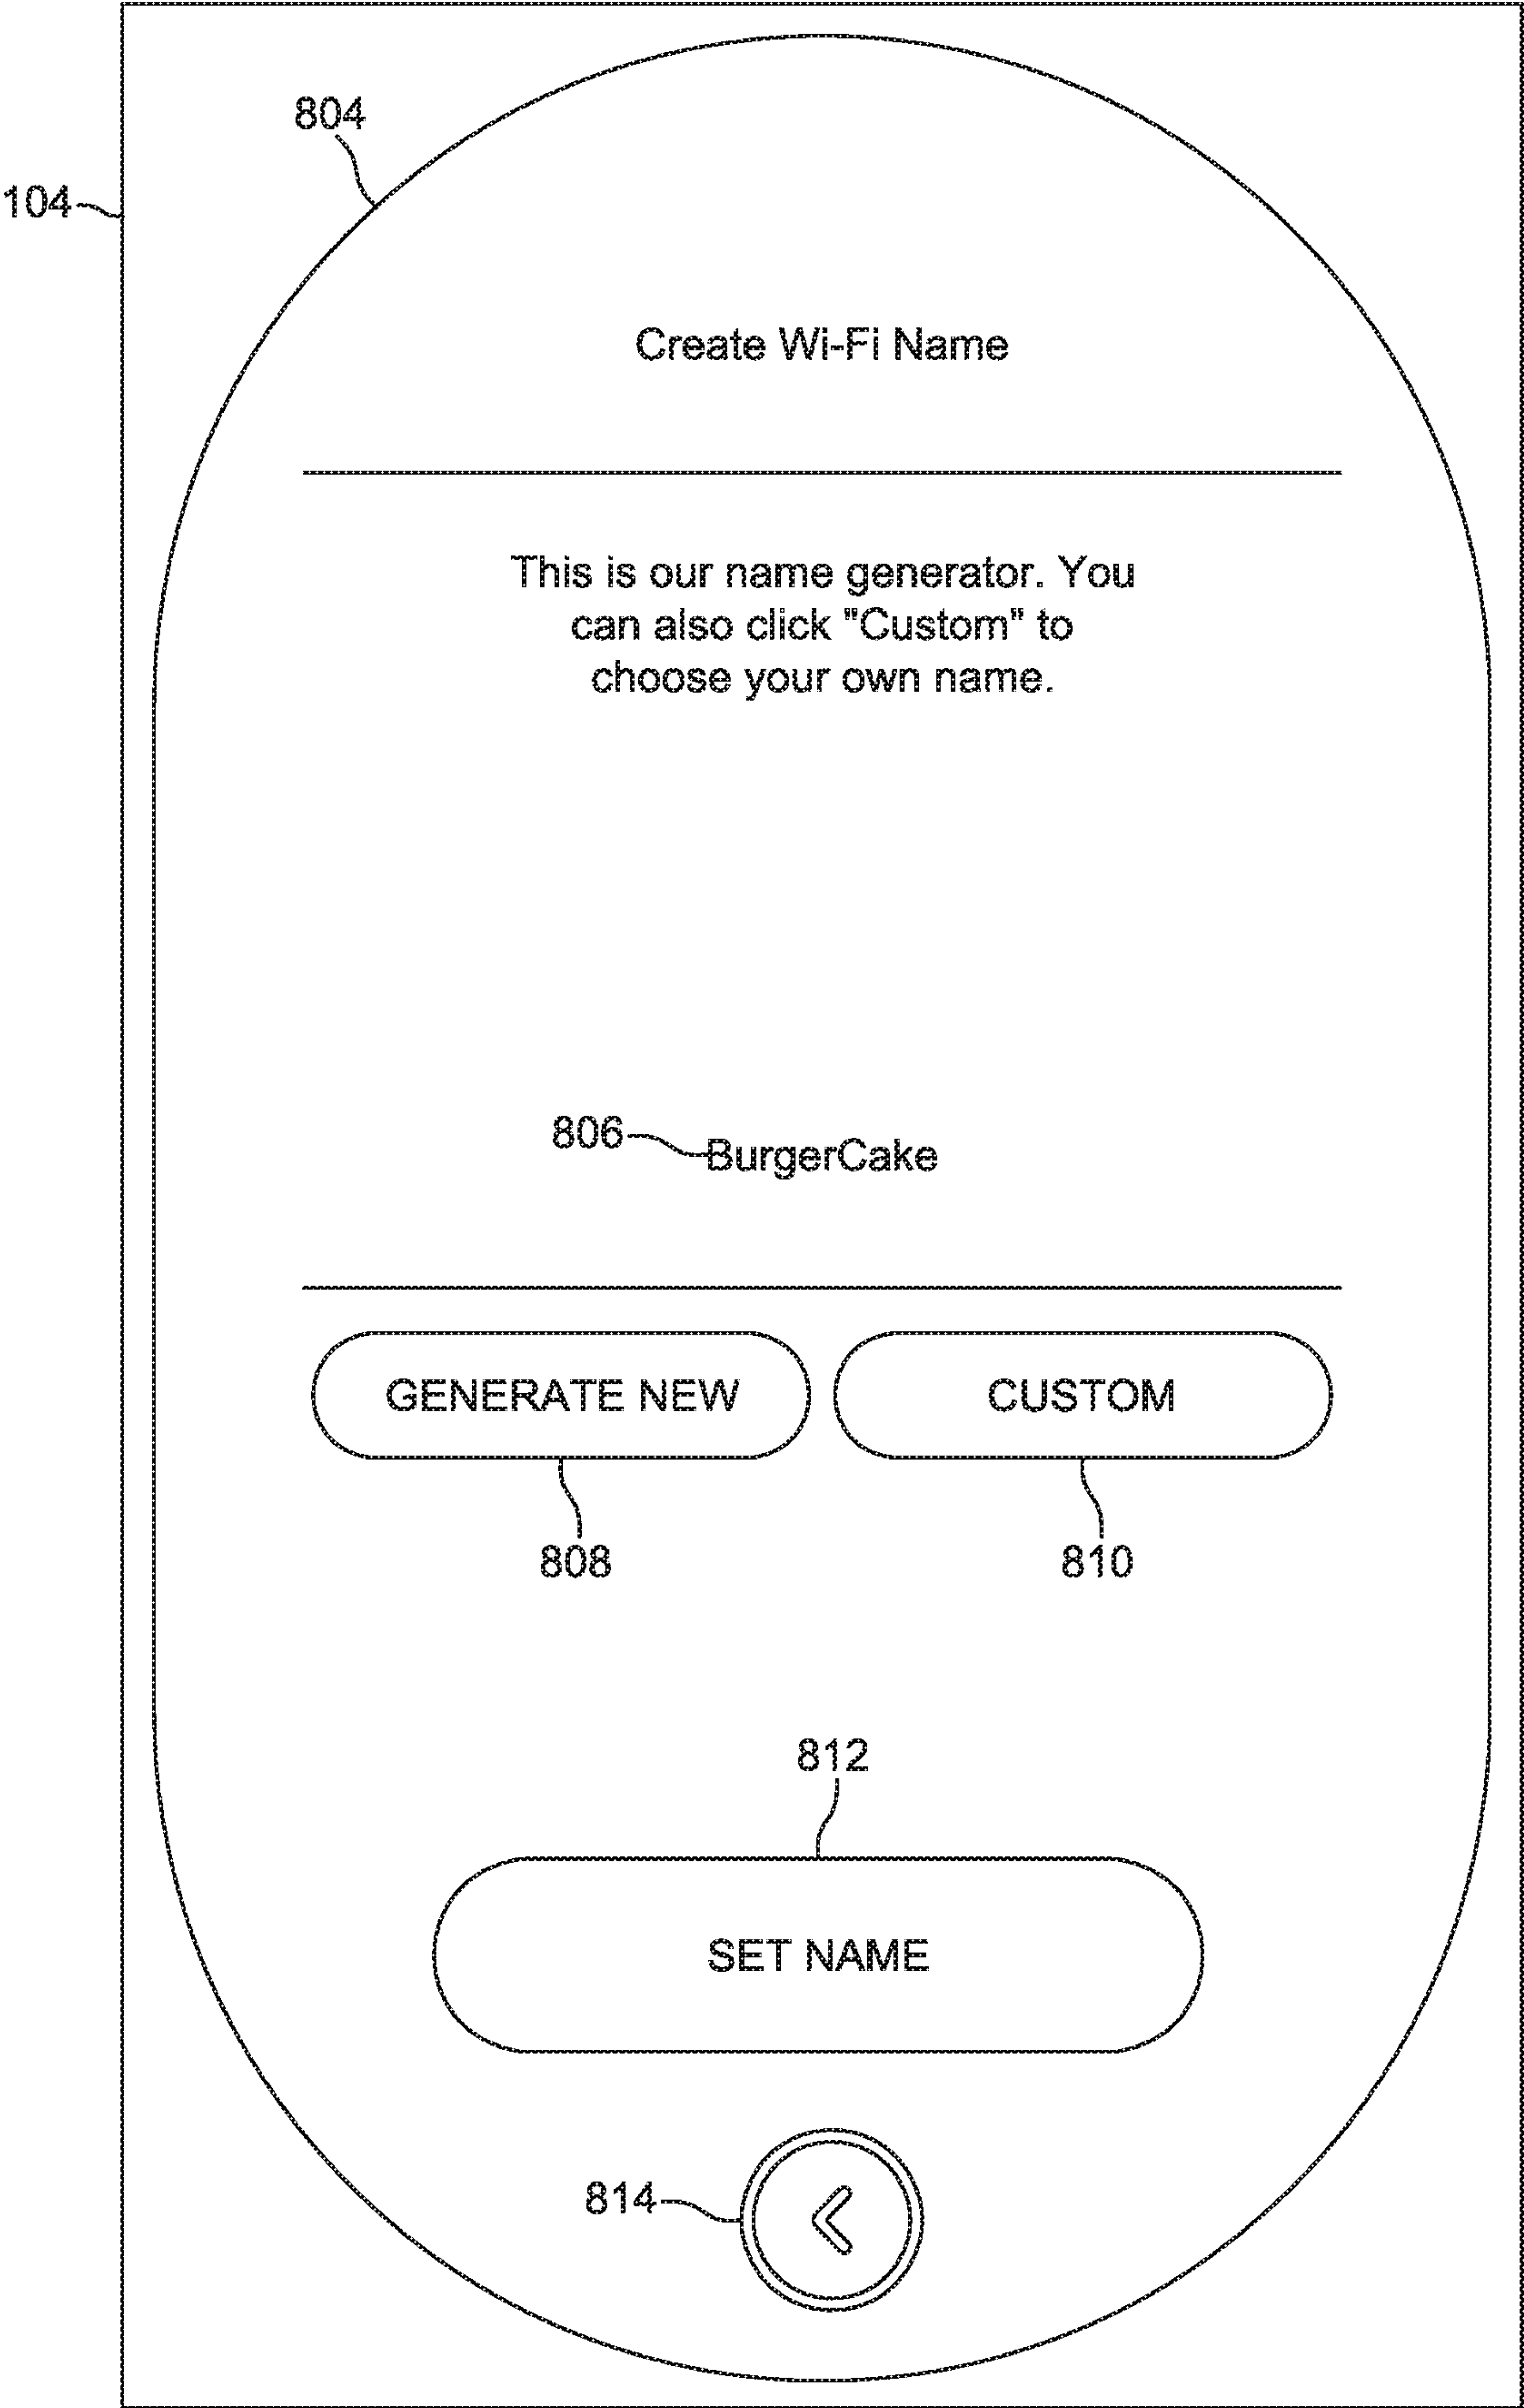 804
104
Create Wi-Fi Name
This is our name generator. You
can also click "Custom" to
choose your own name.
806
BurgerCake
GENERATE NEW
CUSTOM
808
810
812
SET NAME
814